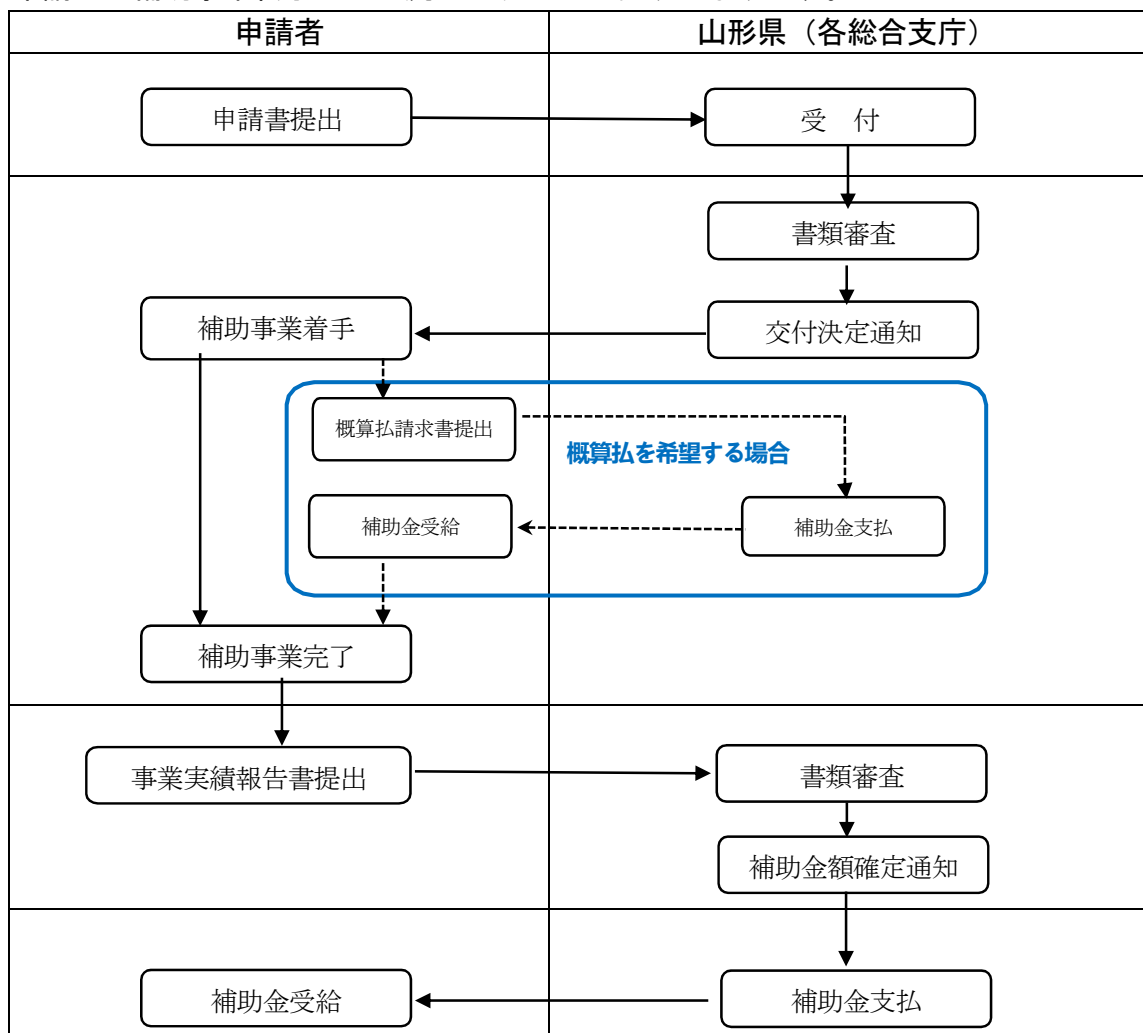 申請者
山形県（各総合支庁）
申請書提出
受　付
書類審査
補助事業着手
交付決定通知
概算払請求書提出
概算払を希望する場合
補助金受給
補助金支払
補助事業完了
事業実績報告書提出
書類審査
補助金額確定通知
補助金受給
補助金支払